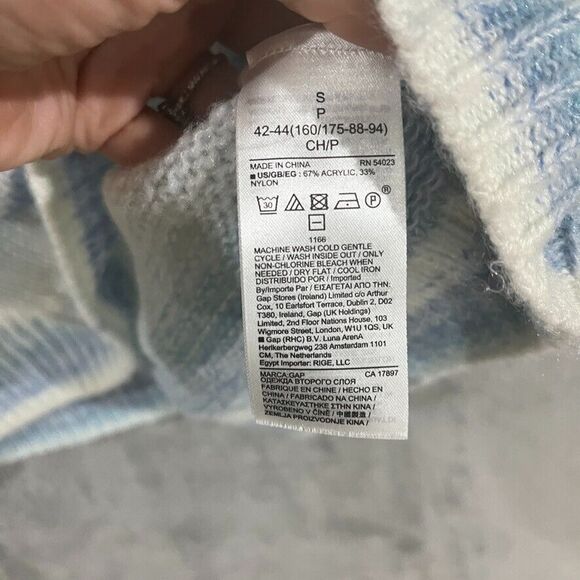 S
P
42-44(160/175-88-94)
CH/P
MADE IN CHINA RN 54023
■ US/GB/EG : 67% ACRYLIC, 33%
NYLON
30 P
1166
MACHINE WASH COLD GENTLE
CYCLE / WASH INSIDE OUT / ONLY
NON-CHLORINE BLEACH WHEN
NEEDED / DRY FLAT / COOL IRON
DISTRIBUIDO POR / Imported
By/Importe Par / ΕΙΣΑΓΕΤΑΙ ΑΠΟ ΤΗΝ:
Gap Stores (Ireland) Limited c/o Arthur
Cox, 10 Earlsfort Terrace, Dublin 2, D02
T380, Ireland, Gap (UK Holdings)
Limited, 2nd Floor Nations House, 103
Wigmore Street, London, W1U 1QS, UK
■ Gap (RHC) B.V. Luna ArenA
Herikerbergweg 238 Amsterdam 1101
CM, The Netherlands
Egypt Importer: RIGE, LLC
MARCA:GAP CA 17897
ОДЕЖДА ВТОРОГО СЛОЯ
FABRIQUE EN CHINE / HECHO EN
CHINA / FABRICADO NA CHINA /
ΚΑΤΑΣΚΕΥΑΣΤΗΚΕ ΣΤΗΝ ΚΙΝΑ /
VYROBENO V ČÍNĚ / 中國製造 /
ZEMLJA PROIZVODNJE KINA /